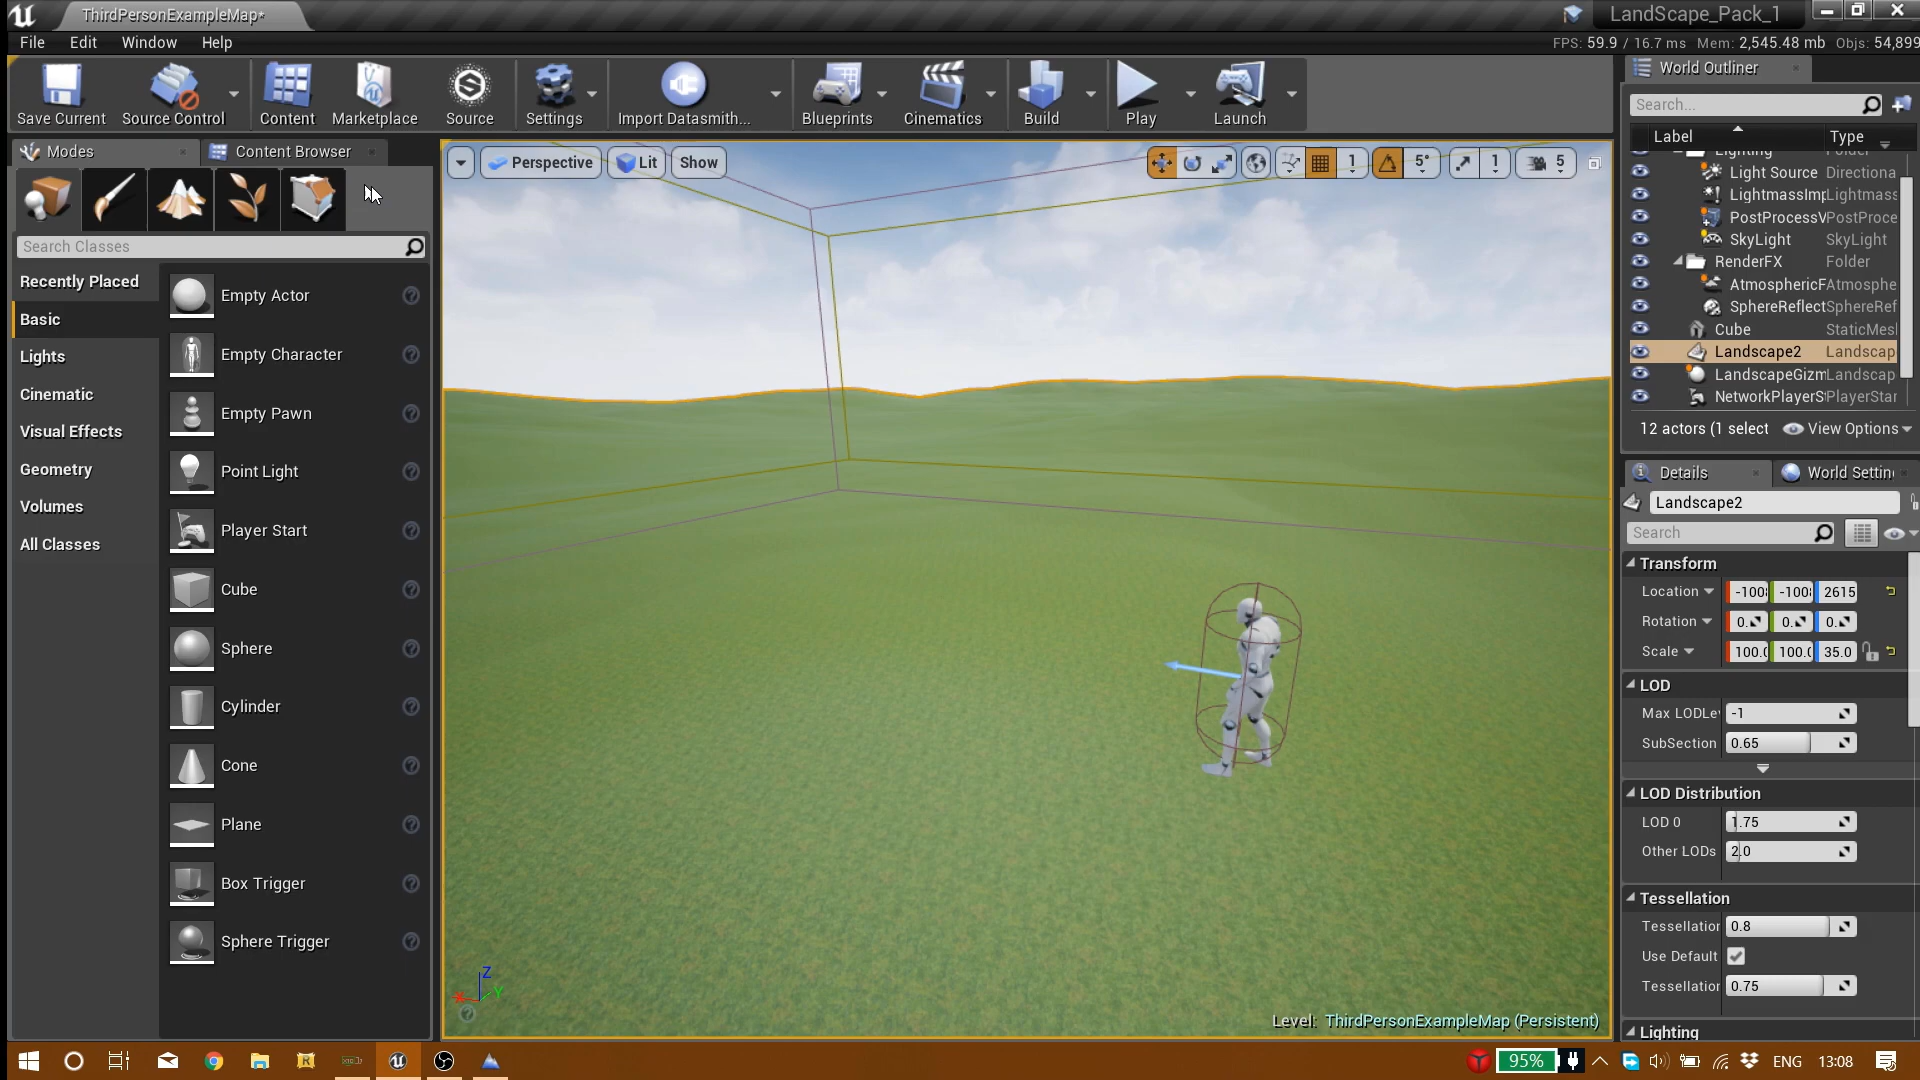 ThirdPersonExampleMap*
LandScape_Pack_1
File Edit Window Help
FPS: 59.9 / 16.7 ms Mem: 2,545.48 mb Objs: 54,899
Save Current
Source Control
Content
Marketplace
Source
Settings
Import Datasmith...
Blueprints
Cinematics
Build
Play
Launch
Modes
Content Browser
Search Classes
Recently Placed
Basic
Lights
Cinematic
Visual Effects
Geometry
Volumes
All Classes
Empty Actor
Empty Character
Empty Pawn
Point Light
Player Start
Cube
Sphere
Cylinder
Cone
Plane
Box Trigger
Sphere Trigger
Perspective Lit Show
1 5° 1 5
Z
X Y
Level: ThirdPersonExampleMap (Persistent)
World Outliner
Search...
Label Type
Lighting Folder
Light Source Directiona
LightmassImp Lightmass
PostProcessV PostProce
SkyLight SkyLight
RenderFX Folder
AtmosphericF Atmosphe
SphereReflect SphereRef
Cube StaticMesl
Landscape2 Landscap
LandscapeGizm Landscap
NetworkPlayerS PlayerStar
12 actors (1 select View Options
Details
World Settin
Landscape2
Search
Transform
Location -100 -100 2615
Rotation 0. 0. 0.
Scale 100.0 100.0 35.0
LOD
Max LODLe -1
SubSection 0.65
LOD Distribution
LOD 0 1.75
Other LODs 2.0
Tessellation
Tessellation 0.8
Use Default
Tessellation 0.75
Lighting
95% ENG 13:08